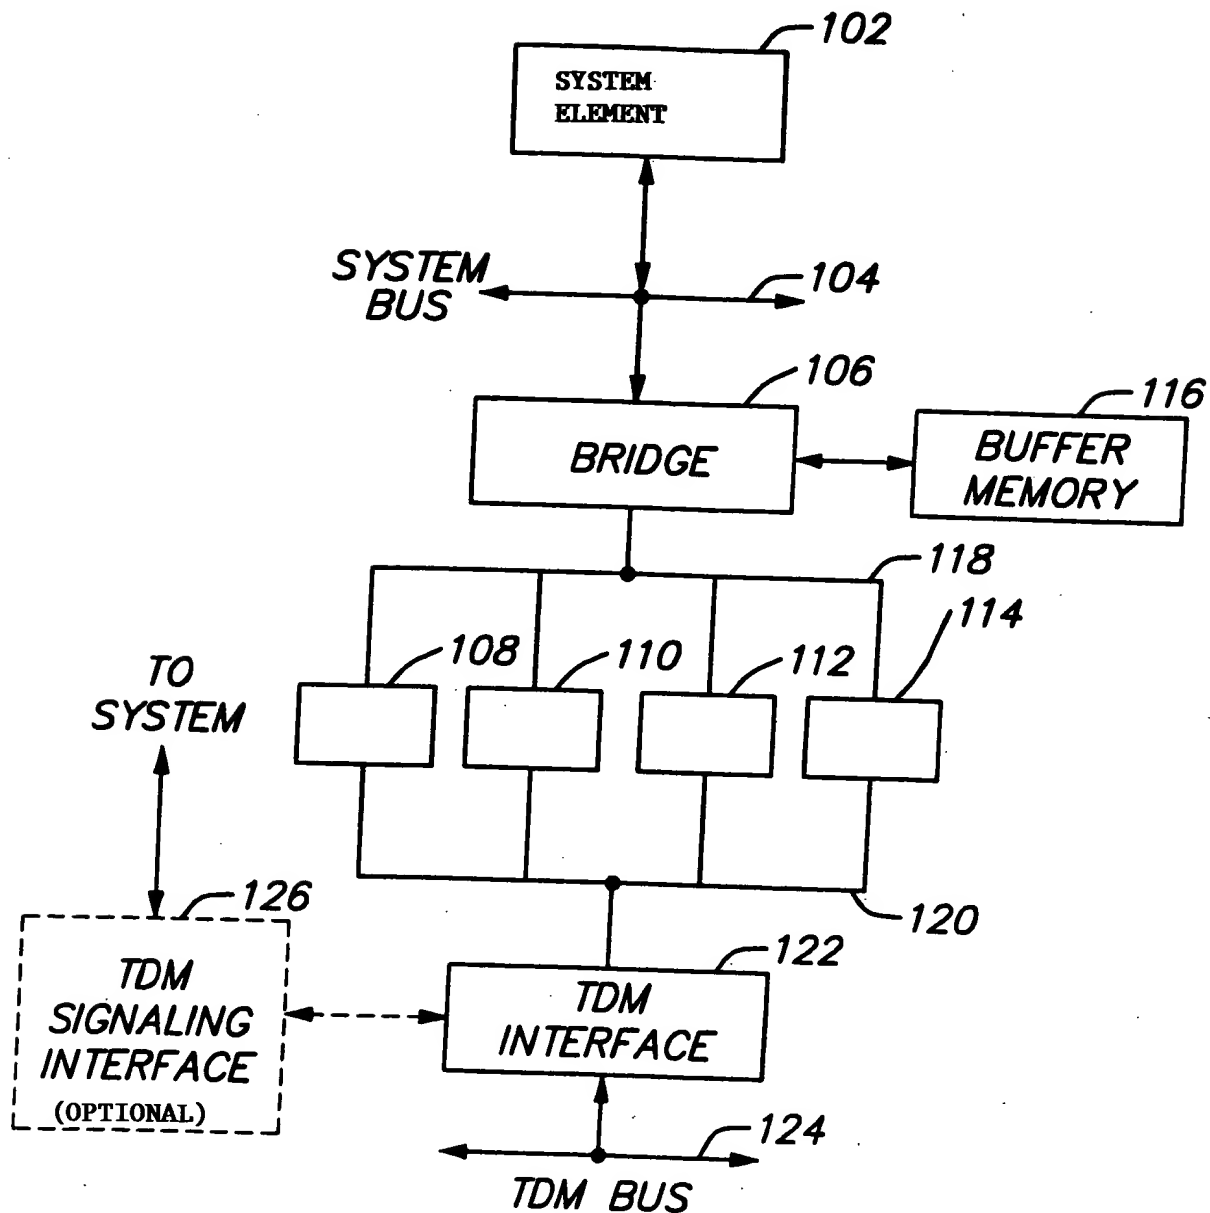 102
SYSTEM
ELEMENT
SYSTEM
BUS
104
106
BRIDGE
116
BUFFER
MEMORY
118
114
108
110
112
TO
SYSTEM
126
TDM
SIGNALING
INTERFACE
(OPTIONAL)
120
122
TDM
INTERFACE
124
TDM BUS